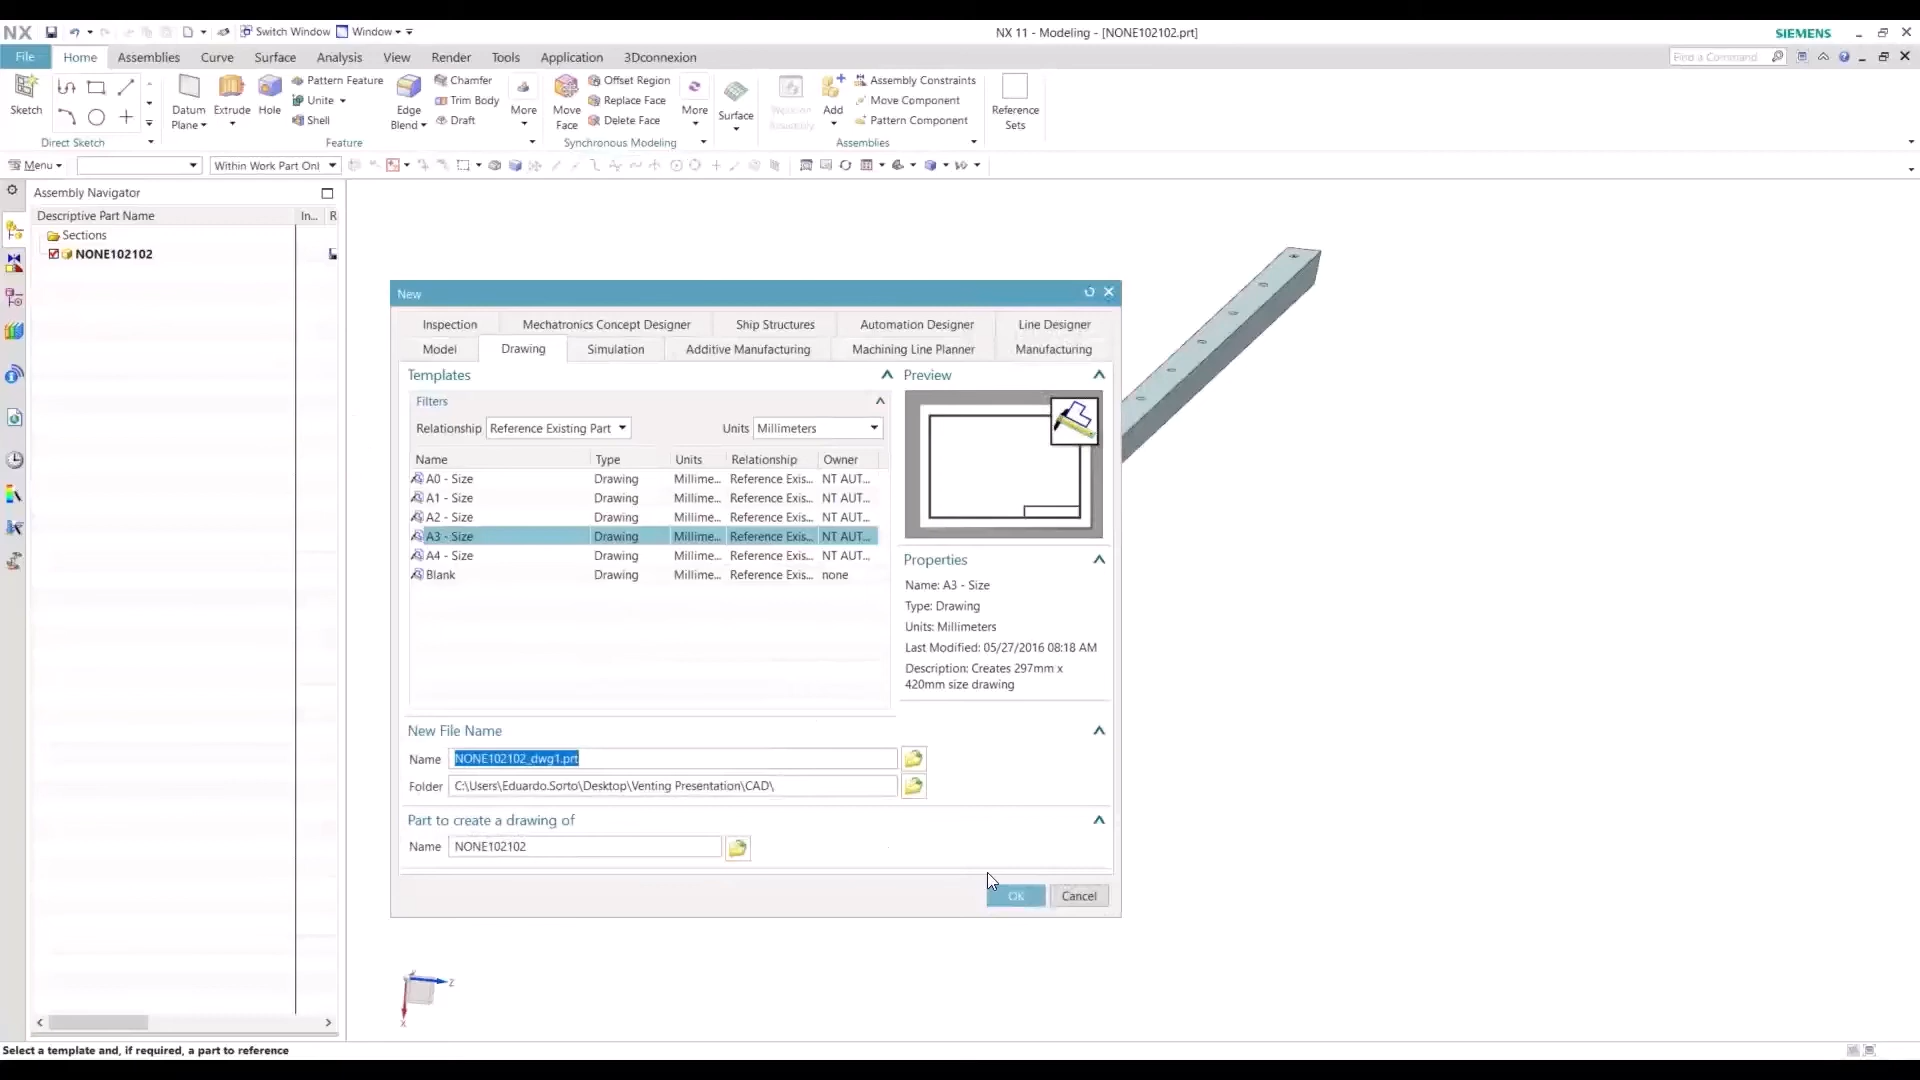 NX Switch Window Window NX 11 - Modeling - [NONE102102.prt] SIEMENS
File Home Assemblies Curve Surface Analysis View Render Tools Application 3Dconnexion Find a Command
Pattern Feature Chamfer Offset Region Assembly Constraints
Unite Trim Body Replace Face Move Component
Sketch Datum Plane Extrude Hole Shell Edge Blend Draft More Move Face Delete Face More Surface Add Pattern Component Reference Sets
Direct Sketch Feature Synchronous Modeling Assemblies
Menu Within Work Part Onl
Assembly Navigator
Descriptive Part Name In... R
Sections
NONE102102
New
Inspection Mechatronics Concept Designer Ship Structures Automation Designer Line Designer
Model Drawing Simulation Additive Manufacturing Machining Line Planner Manufacturing
Templates Preview
Filters
Relationship Reference Existing Part Units Millimeters
Name Type Units Relationship Owner
A0 - Size Drawing Millime... Reference Exis... NT AUT...
A1 - Size Drawing Millime... Reference Exis... NT AUT...
A2 - Size Drawing Millime... Reference Exis... NT AUT...
A3 - Size Drawing Millime... Reference Exis... NT AUT...
A4 - Size Drawing Millime... Reference Exis... NT AUT...
Blank Drawing Millime... Reference Exis... none
Properties
Name: A3 - Size
Type: Drawing
Units: Millimeters
Last Modified: 05/27/2016 08:18 AM
Description: Creates 297mm x
420mm size drawing
New File Name
Name NONE102102_dwg1.prt
Folder C:\Users\Eduardo.Sorto\Desktop\Venting Presentation\CAD\
Part to create a drawing of
Name NONE102102
OK Cancel
Z
X
Select a template and, if required, a part to reference